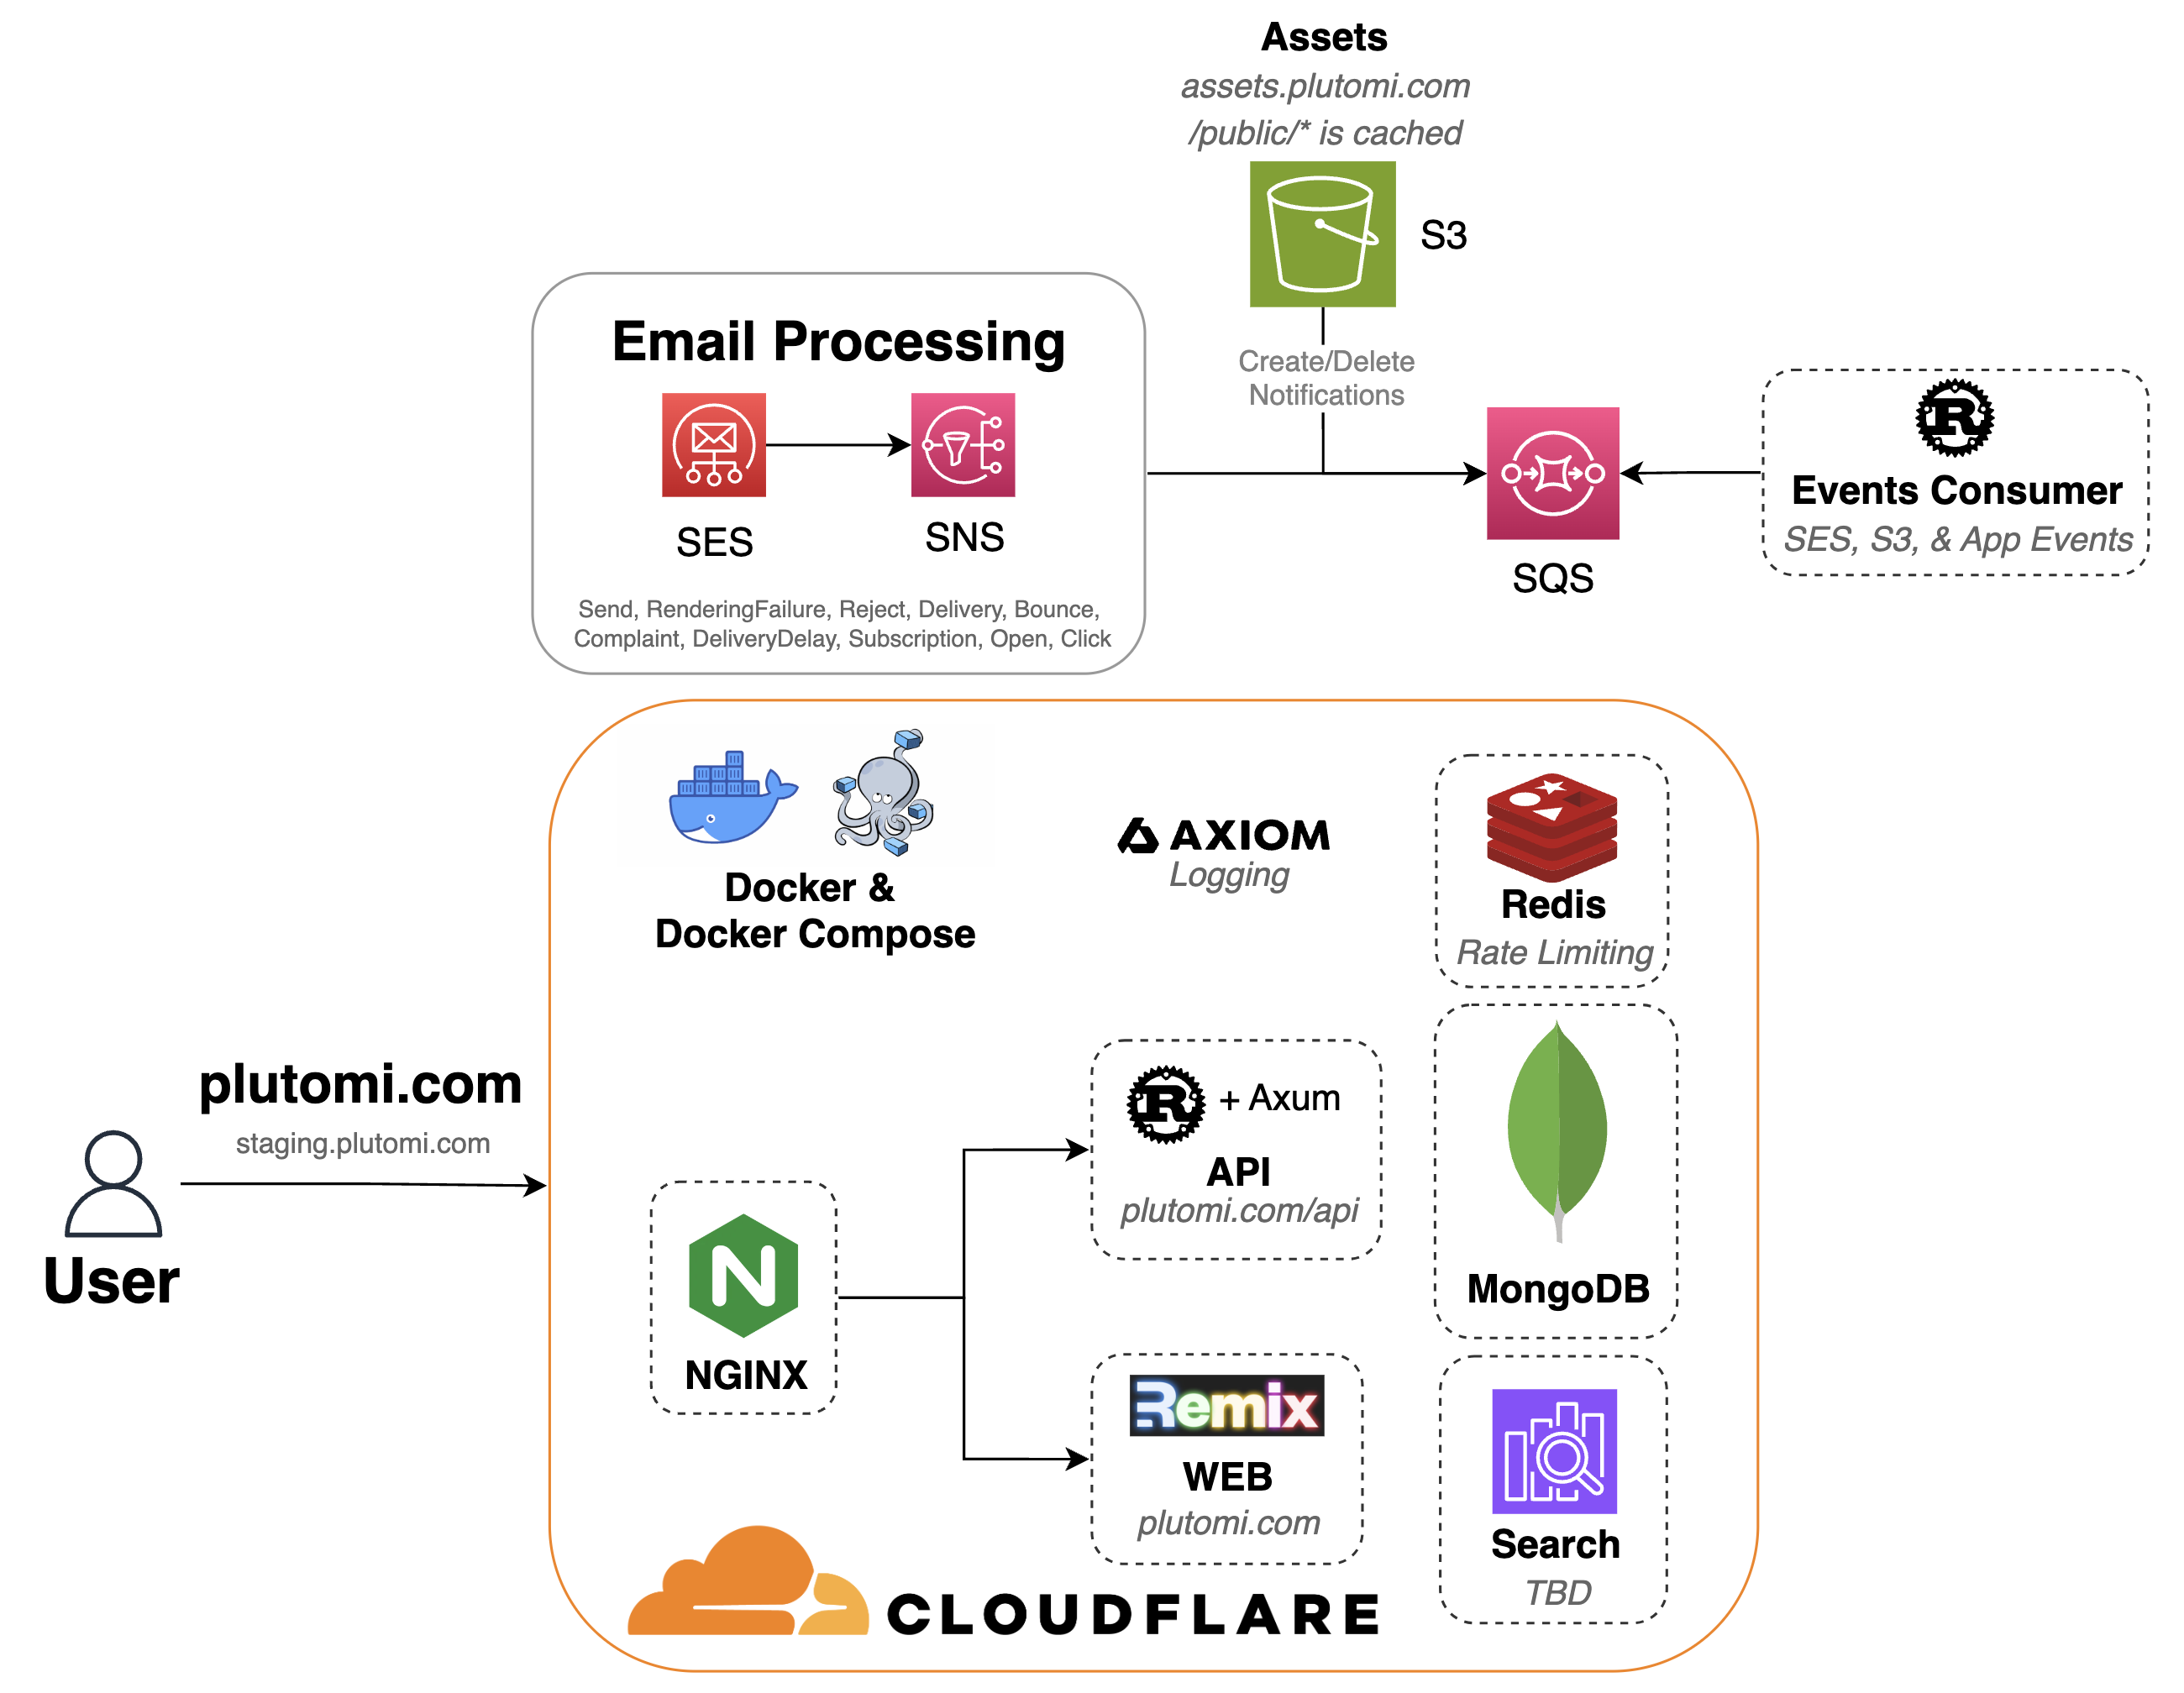 Assets
assets.plutomi.com
/public/* is cached
S3
Create/Delete
Notifications
Email Processing
SES
SNS
Send, RenderingFailure, Reject, Delivery, Bounce,
Complaint, DeliveryDelay, Subscription, Open, Click
SQS
R
Events Consumer
SES, S3, & App Events
Docker &
Docker Compose
AXIOM
Logging
Redis
Rate Limiting
plutomi.com
staging.plutomi.com
User
N
NGINX
R + Axum
API
plutomi.com/api
MongoDB
Remix
WEB
plutomi.com
Search
TBD
CLOUDFLARE